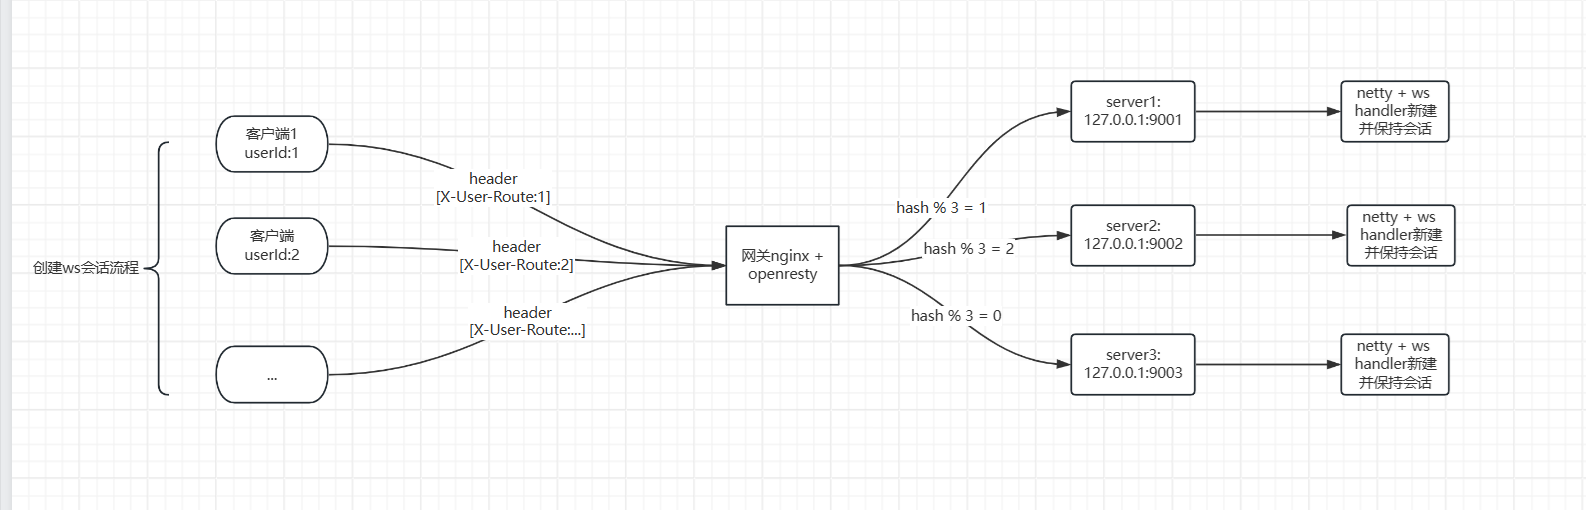 创建ws会话流程
客户端1
userId:1
客户端
userId:2
...
header
[X-User-Route:1]
header
[X-User-Route:2]
header
[X-User-Route:...]
网关nginx +
openresty
hash % 3 = 1
hash % 3 = 2
hash % 3 = 0
server1:
127.0.0.1:9001
server2:
127.0.0.1:9002
server3:
127.0.0.1:9003
netty + ws
handler新建
并保持会话
netty + ws
handler新建
并保持会话
netty + ws
handler新建
并保持会话